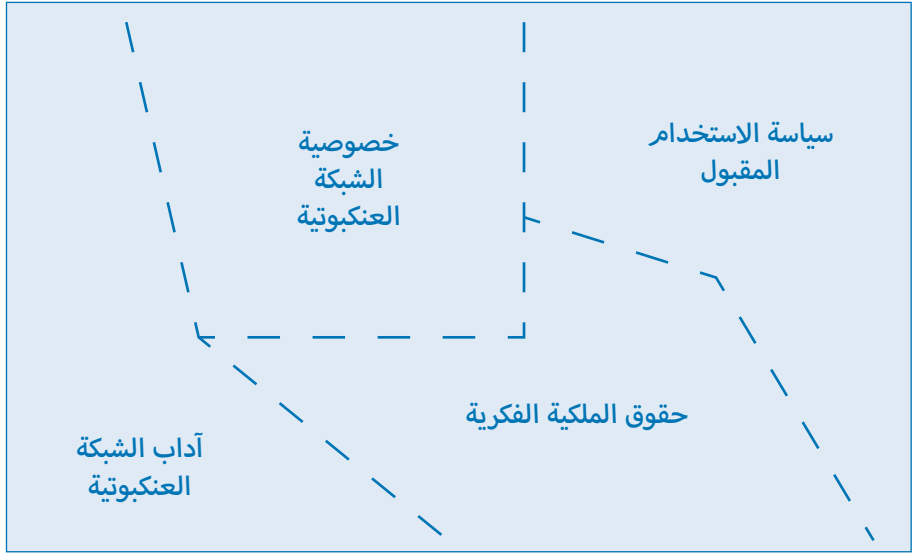 سياسة الاستخدام
المقبول
خصوصية
الشبكة
العنكبوتية
حقوق الملكية الفكرية
آداب الشبكة
العنكبوتية